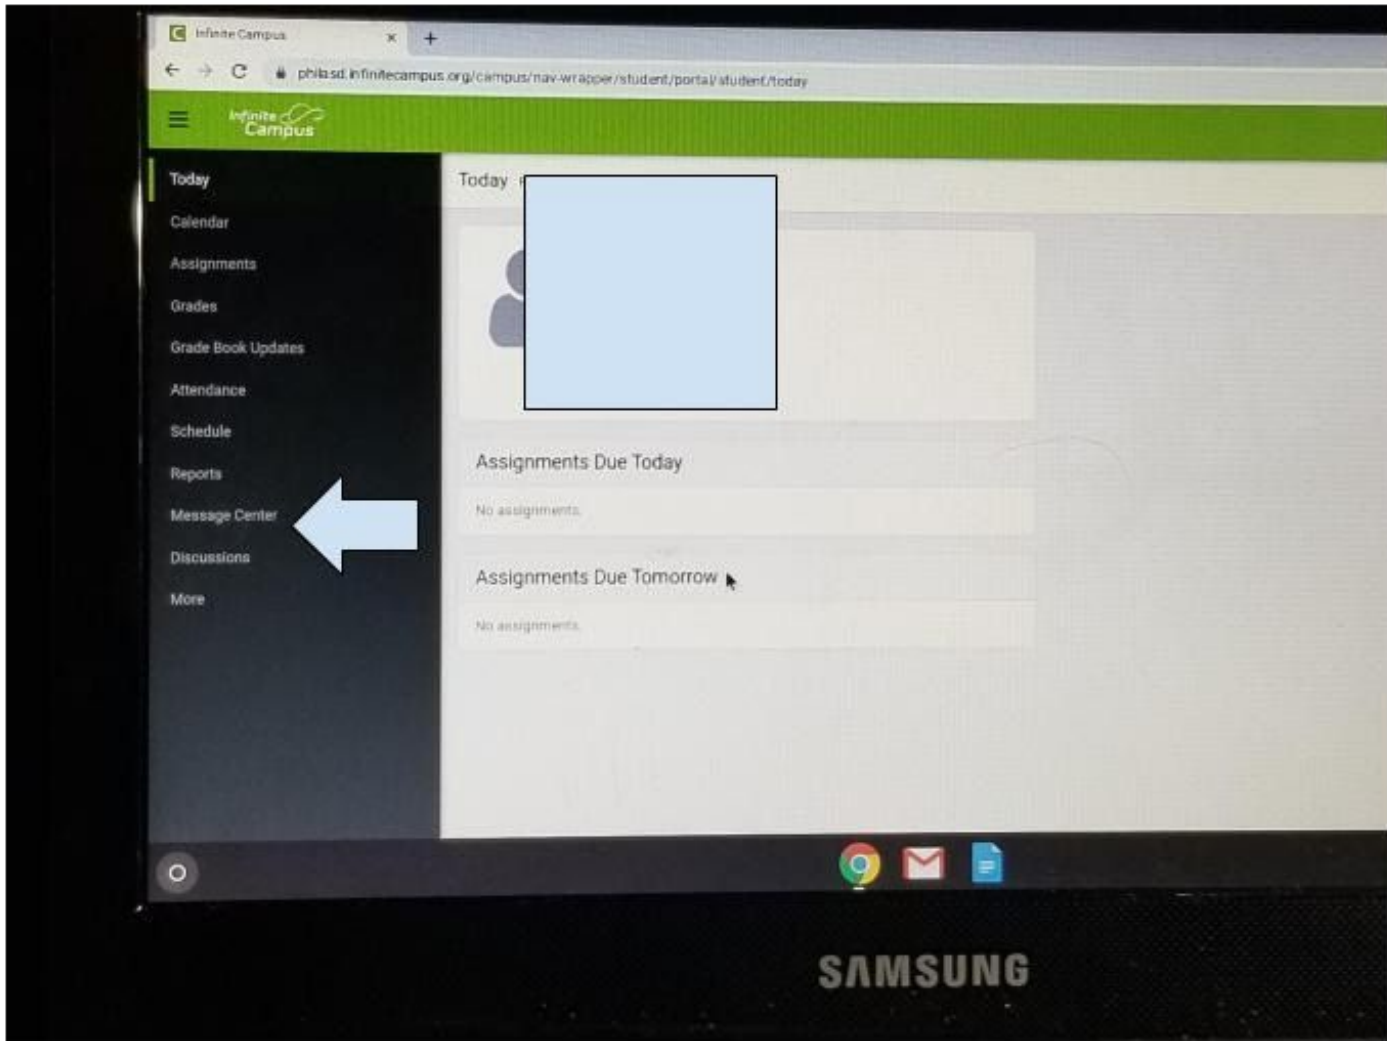 Infinite Campus
philasd.infinitecampus.org/campus/nav-wrapper/student/portal/student/today
Infinite
Campus
Today
Calendar
Assignments
Grades
Grade Book Updates
Attendance
Schedule
Reports
Message Center
Discussions
More
Today
Assignments Due Today
No assignments.
Assignments Due Tomorrow
No assignments.
SAMSUNG